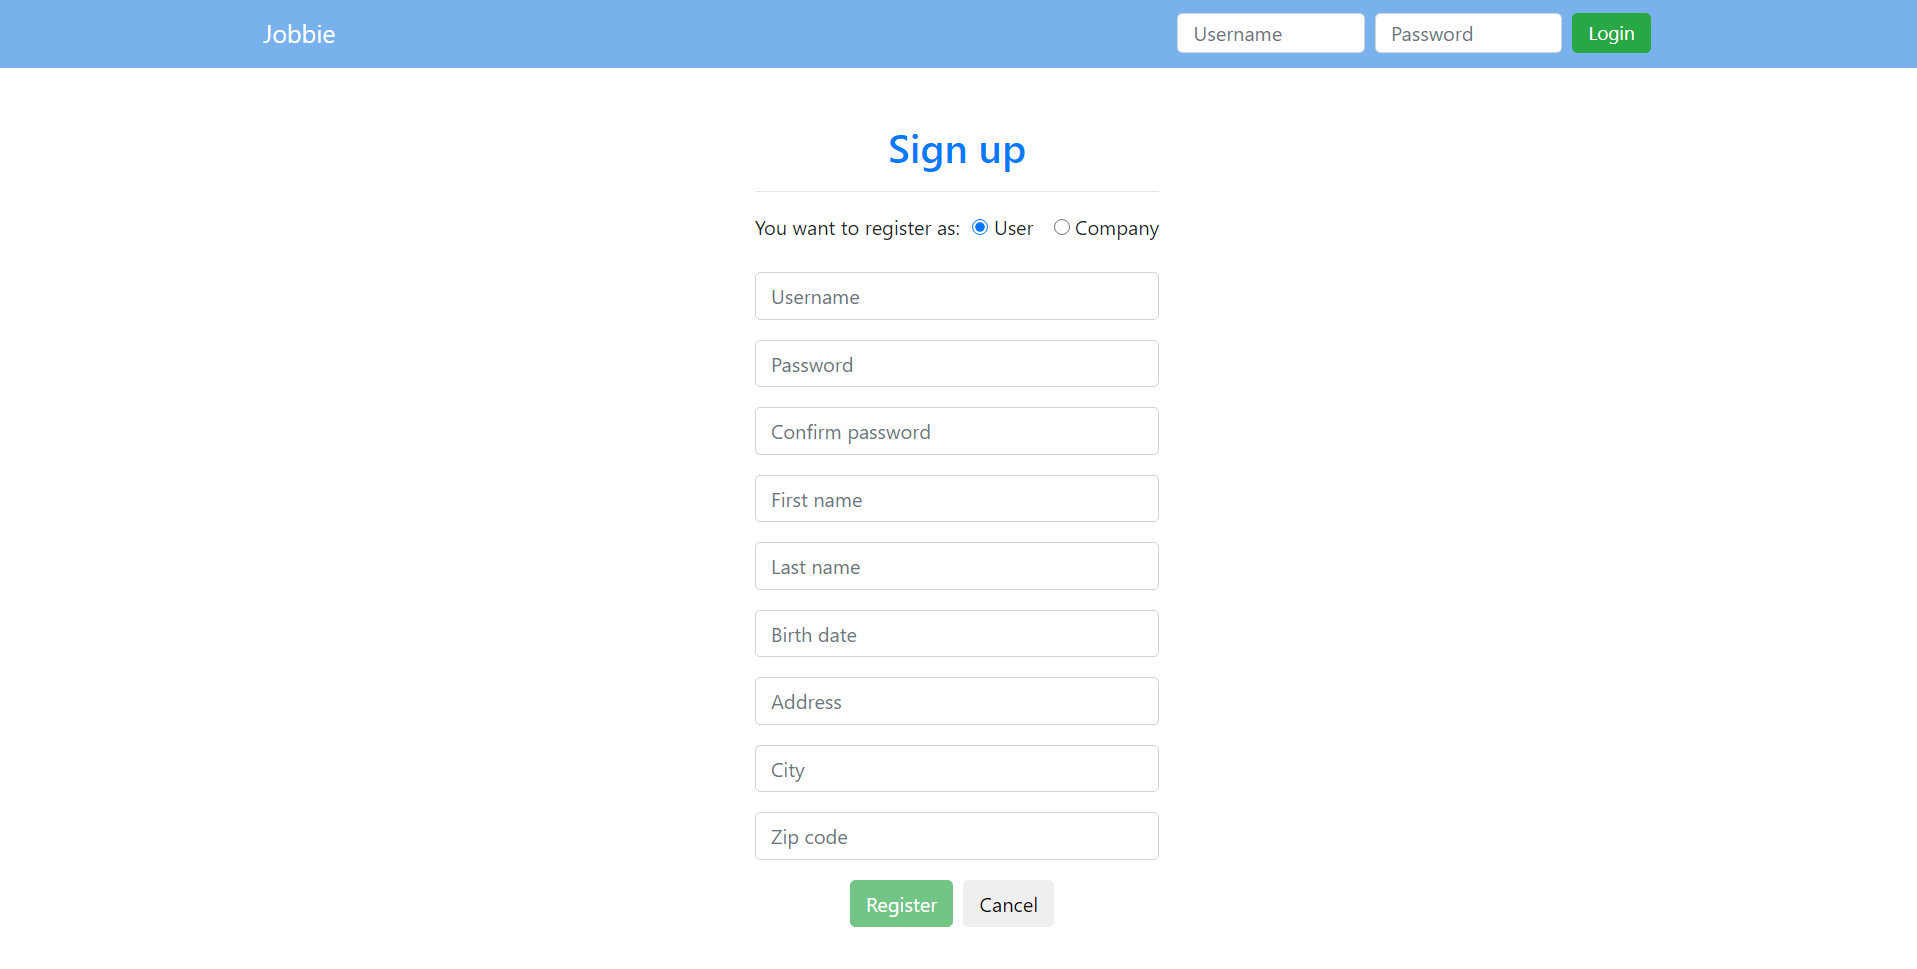 Jobbie Username Password Login
Sign up
You want to register as: User Company
Username
Password
Confirm password
First name
Last name
Birth date
Address
City
Zip code
Register Cancel